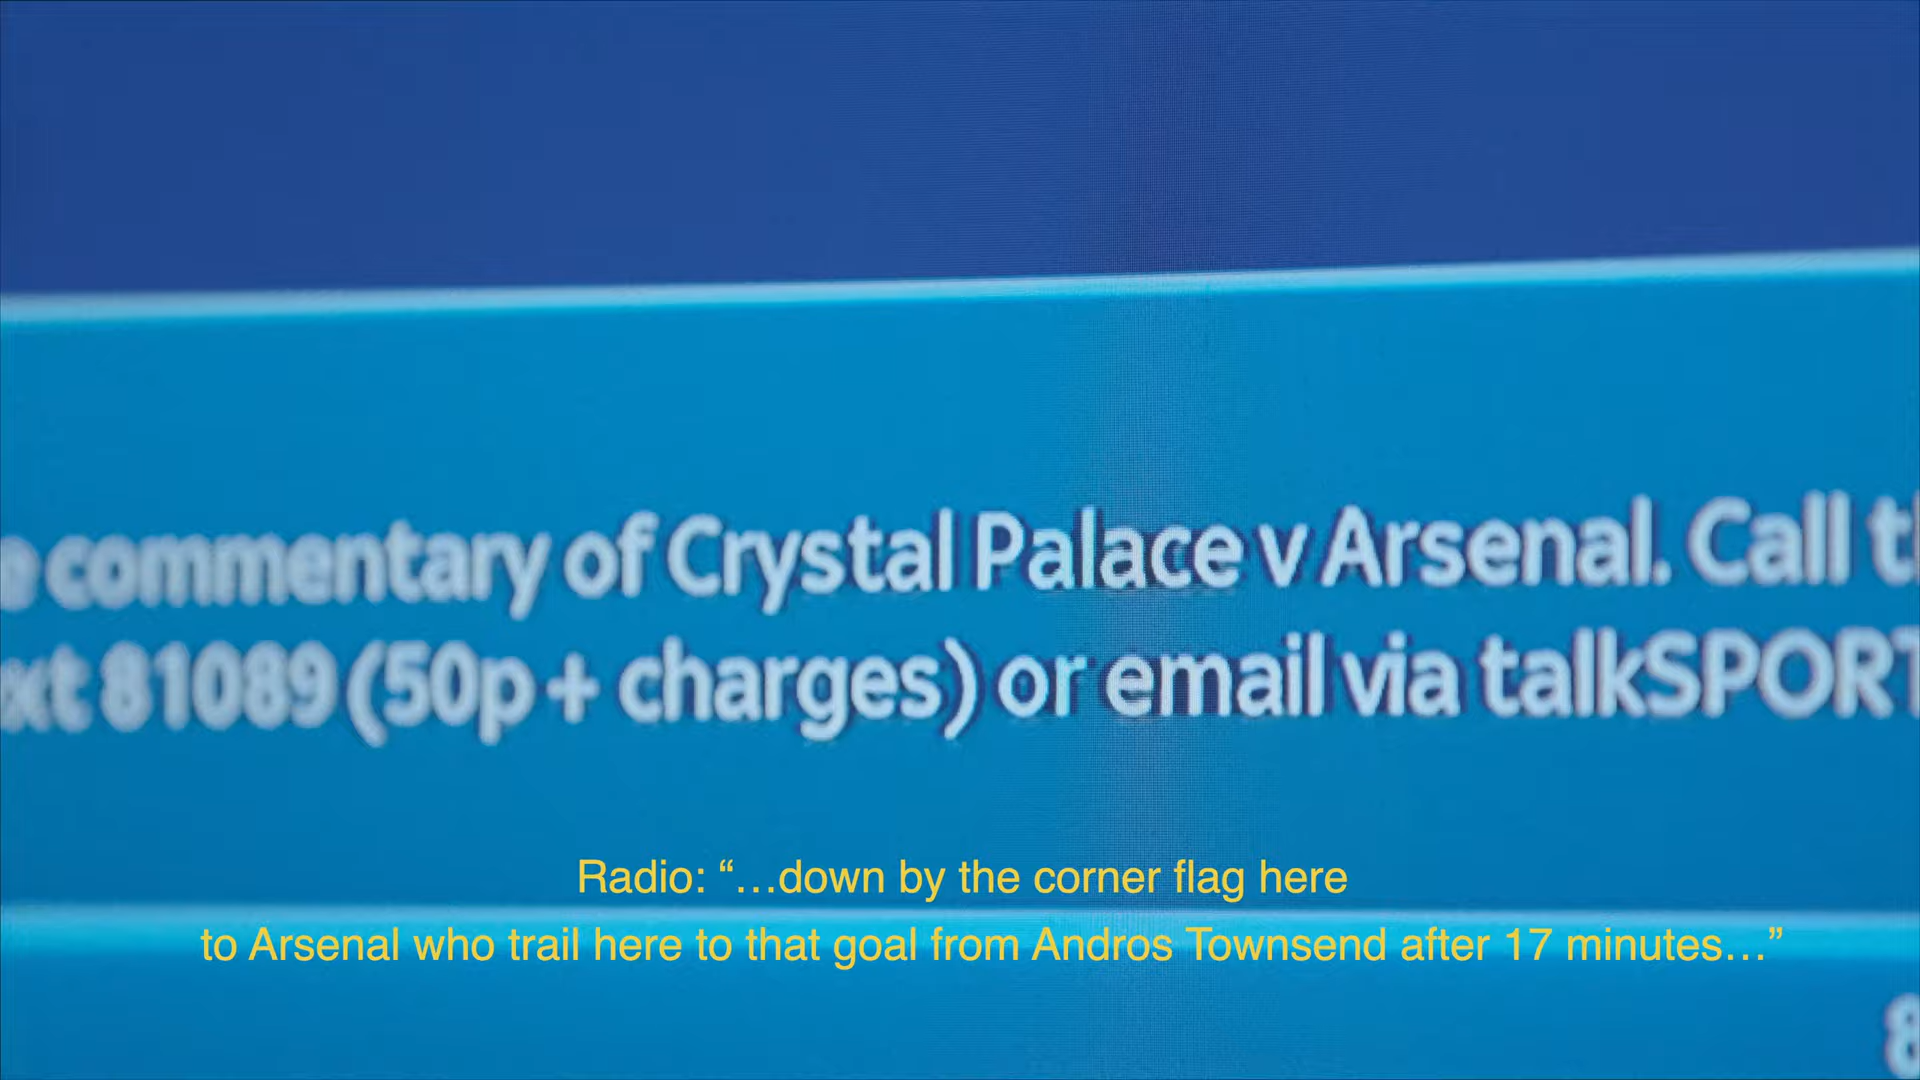 commentary of Crystal Palace v Arsenal. Call
81089 (50p + charges) or email via talkSPORT
Radio: “…down by the corner flag here
to Arsenal who trail here to that goal from Andros Townsend after 17 minutes…”
8